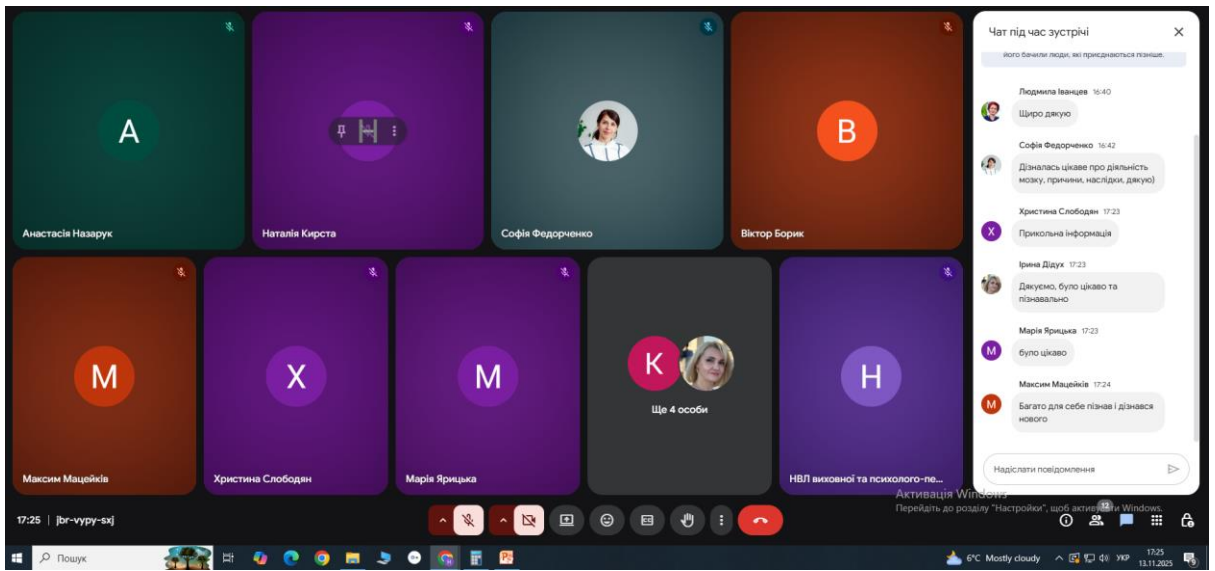 А
Анастасія Назарук
Н
Наталія Кирста
Софія Федорченко
В
Віктор Борик
М
Максим Мацейків
Х
Христина Слободян
М
Марія Ярицька
К
Ще 4 особи
Н
НВЛ виховної та психолого-пе...
Чат під час зустрічі
його бачили люди, які приєднаються пізніше.
Людмила Іванцев 16:40
Щиро дякую
Софія Федорченко 16:42
Дізналась цікаве про діяльність
мозку, причини, наслідки, дякую)
Христина Слободян 17:23
Х
Прикольна інформація
Ірина Дідух 17:23
Дякуємо, було цікаво та
пізнавально
Марія Ярицька 17:23
М
було цікаво
Максим Мацейків 17:24
М
Багато для себе пізнав і дізнався
нового
Надіслати повідомлення
Активація Windows
Перейдіть до розділу "Настройки", щоб активувати Windows.
17:25 | jbr-vypy-sxj
12
Пошук
6°C Mostly cloudy
УКР
17:25
13.11.2025